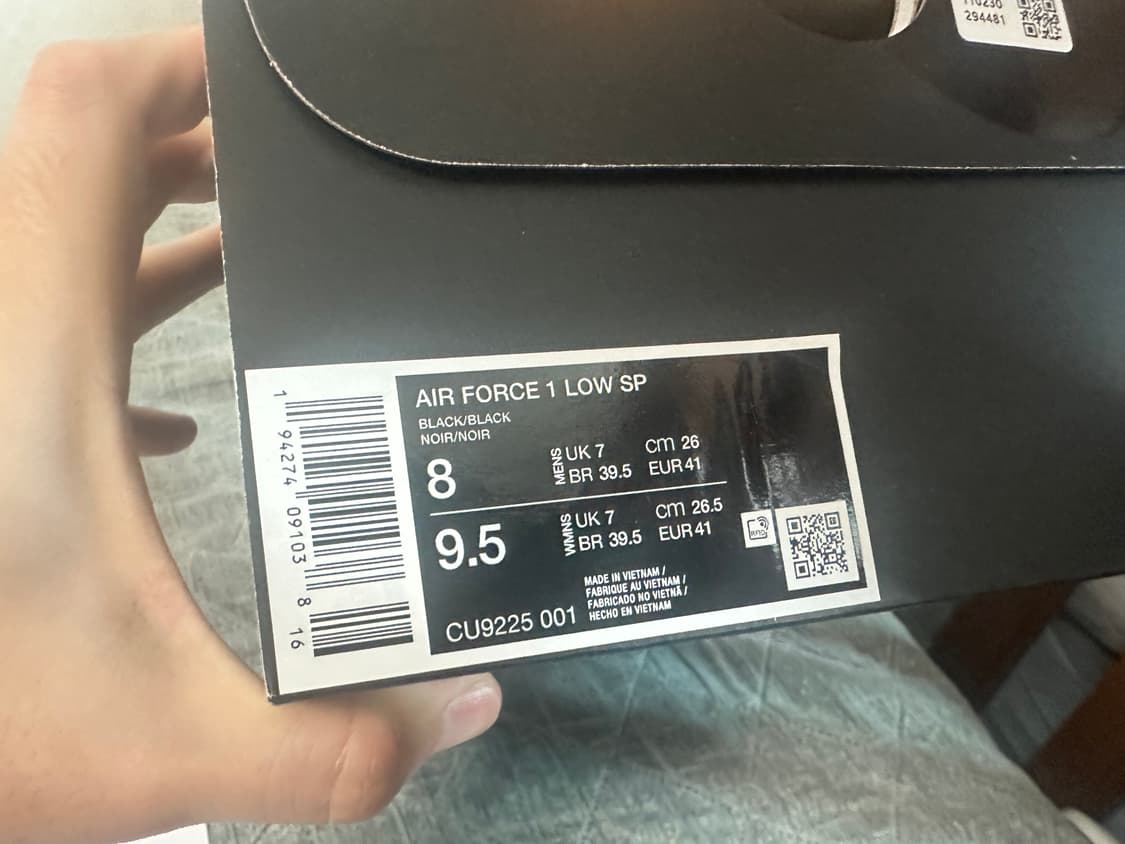 294481
AIR FORCE 1 LOW SP
BLACK/BLACK
NOIR/NOIR
8
MENS
UK 7 cm 26
BR 39.5 EUR 41
9.5
WMNS
UK 7 cm 26.5
BR 39.5 EUR 41
RFID
MADE IN VIETNAM /
FABRIQUE AU VIETNAM /
FABRICADO NO VIETNÃ /
HECHO EN VIETNAM
CU9225 001
1 94274 09103 8 16